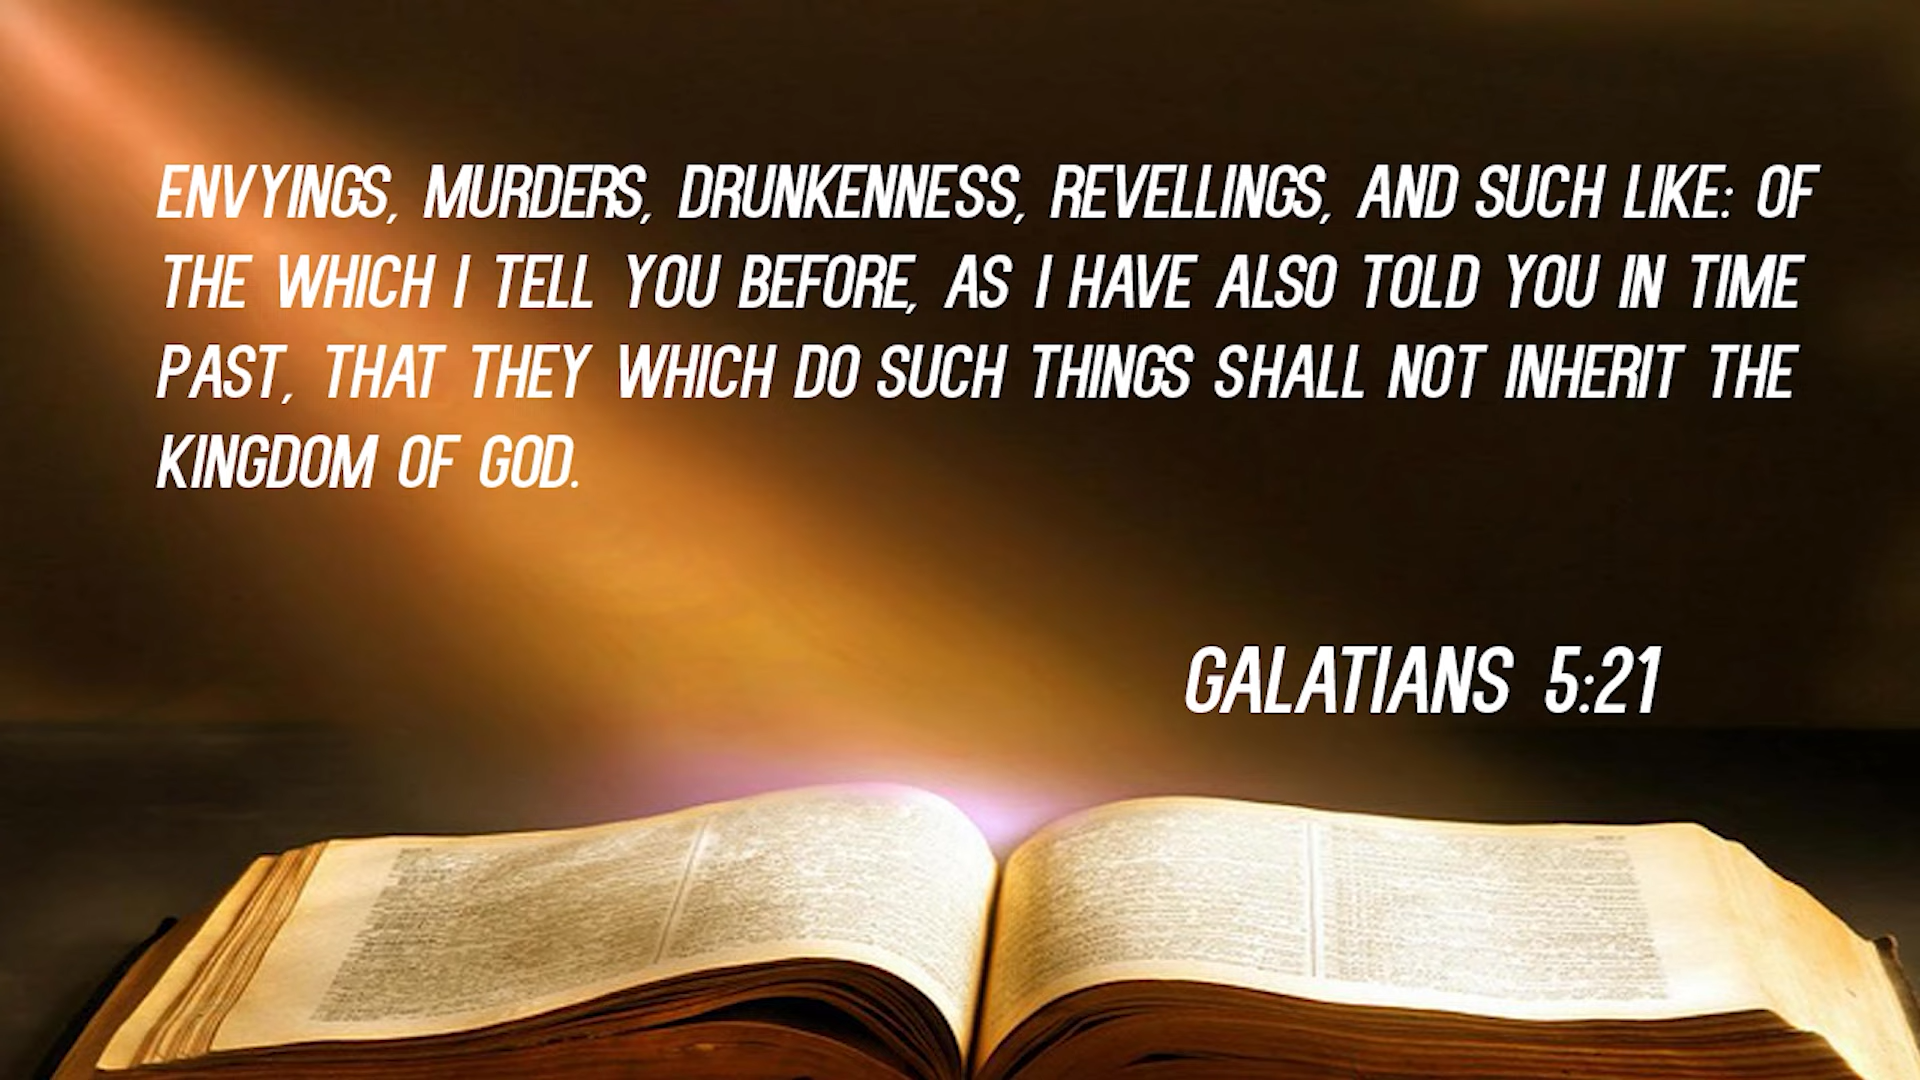 ENVYINGS, MURDERS, DRUNKENNESS, REVELLINGS, AND SUCH LIKE: OF
THE WHICH I TELL YOU BEFORE, AS I HAVE ALSO TOLD YOU IN TIME
PAST, THAT THEY WHICH DO SUCH THINGS SHALL NOT INHERIT THE
KINGDOM OF GOD.
GALATIANS 5:21